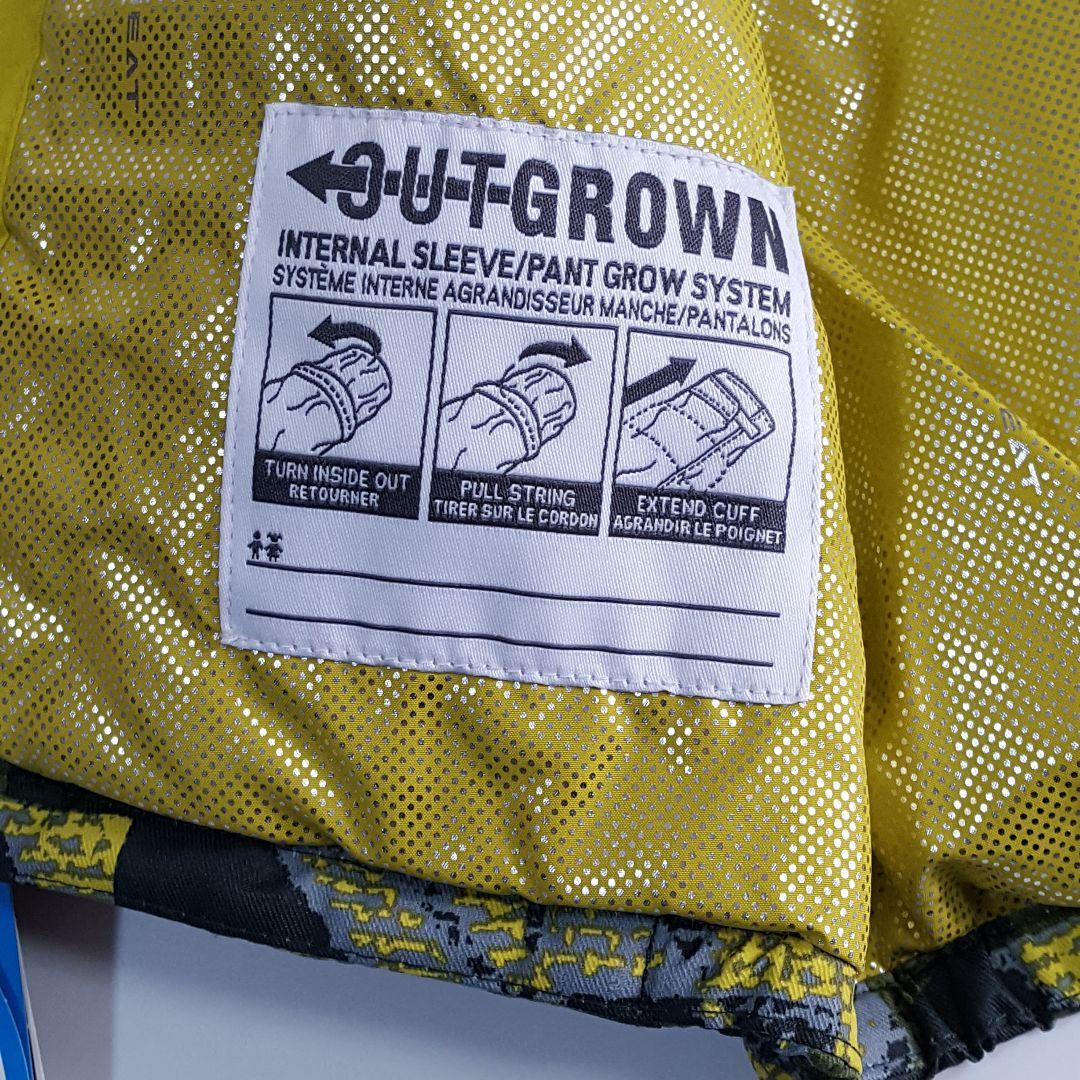 EAT
OUTGROWN
INTERNAL SLEEVE/PANT GROW SYSTEM
SYSTÈME INTERNE AGRANDISSEUR MANCHE/PANTALONS
TURN INSIDE OUT
RETOURNER
PULL STRING
TIRER SUR LE CORDON
EXTEND CUFF
AGRANDIR LE POIGNET